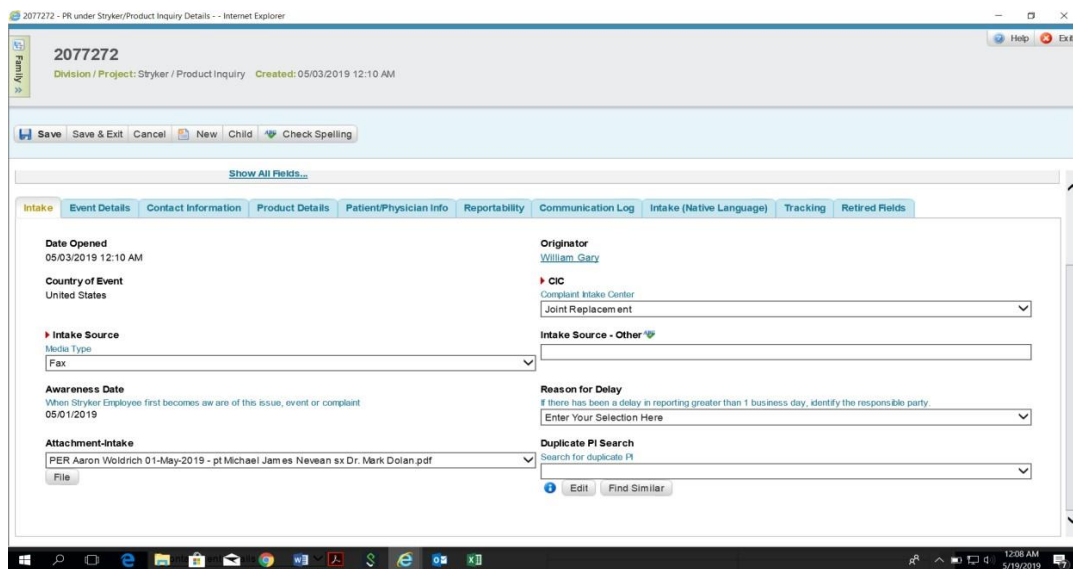 2077272 - PR under Stryker/Product Inquiry Details - - Internet Explorer
Help Exit
Family »
2077272
Division / Project: Stryker / Product Inquiry Created: 05/03/2019 12:10 AM
Save Save & Exit Cancel New Child Check Spelling
Show All Fields...
Intake Event Details Contact Information Product Details Patient/Physician Info Reportability Communication Log Intake (Native Language) Tracking Retired Fields
Date Opened
05/03/2019 12:10 AM
Originator
William Gary
Country of Event
United States
CIC
Complaint Intake Center
Joint Replacement
Intake Source
Media Type
Fax
Intake Source - Other
Awareness Date
When Stryker Employee first becomes aware of this issue, event or complaint
05/01/2019
Reason for Delay
If there has been a delay in reporting greater than 1 business day, identify the responsible party.
Enter Your Selection Here
Attachment-Intake
PER Aaron Woldrich 01-May-2019 - pt Michael James Nevean sx Dr. Mark Dolan.pdf
File
Duplicate PI Search
Search for duplicate PI
Edit Find Similar
12:08 AM
5/19/2019